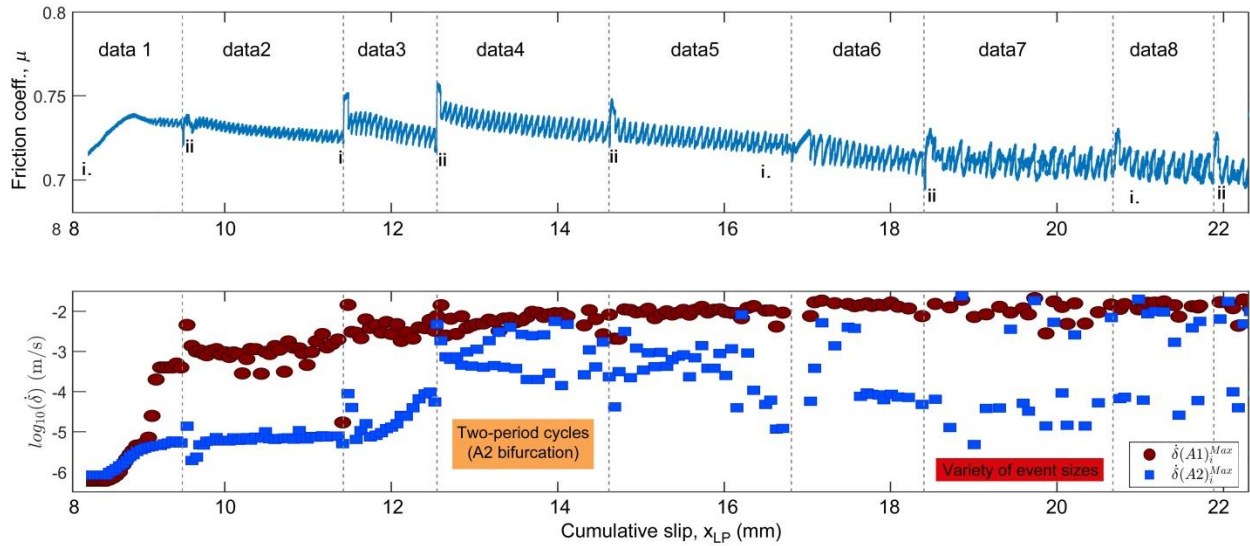 0.8
data 1 data2 data3 data4 data5 data6 data7 data8
Friction coeff., μ
0.75
0.7
i. ii i ii ii i. ii i. ii
8 8 10 12 14 16 18 20 22
log₁₀(δ̇) (m/s)
-2
-3
-4
-5
-6
Two-period cycles
(A2 bifurcation)
Variety of event sizes
δ̇(A1)ᵢᴹᵃˣ
δ̇(A2)ᵢᴹᵃˣ
8 10 12 14 16 18 20 22
Cumulative slip, x_LP (mm)